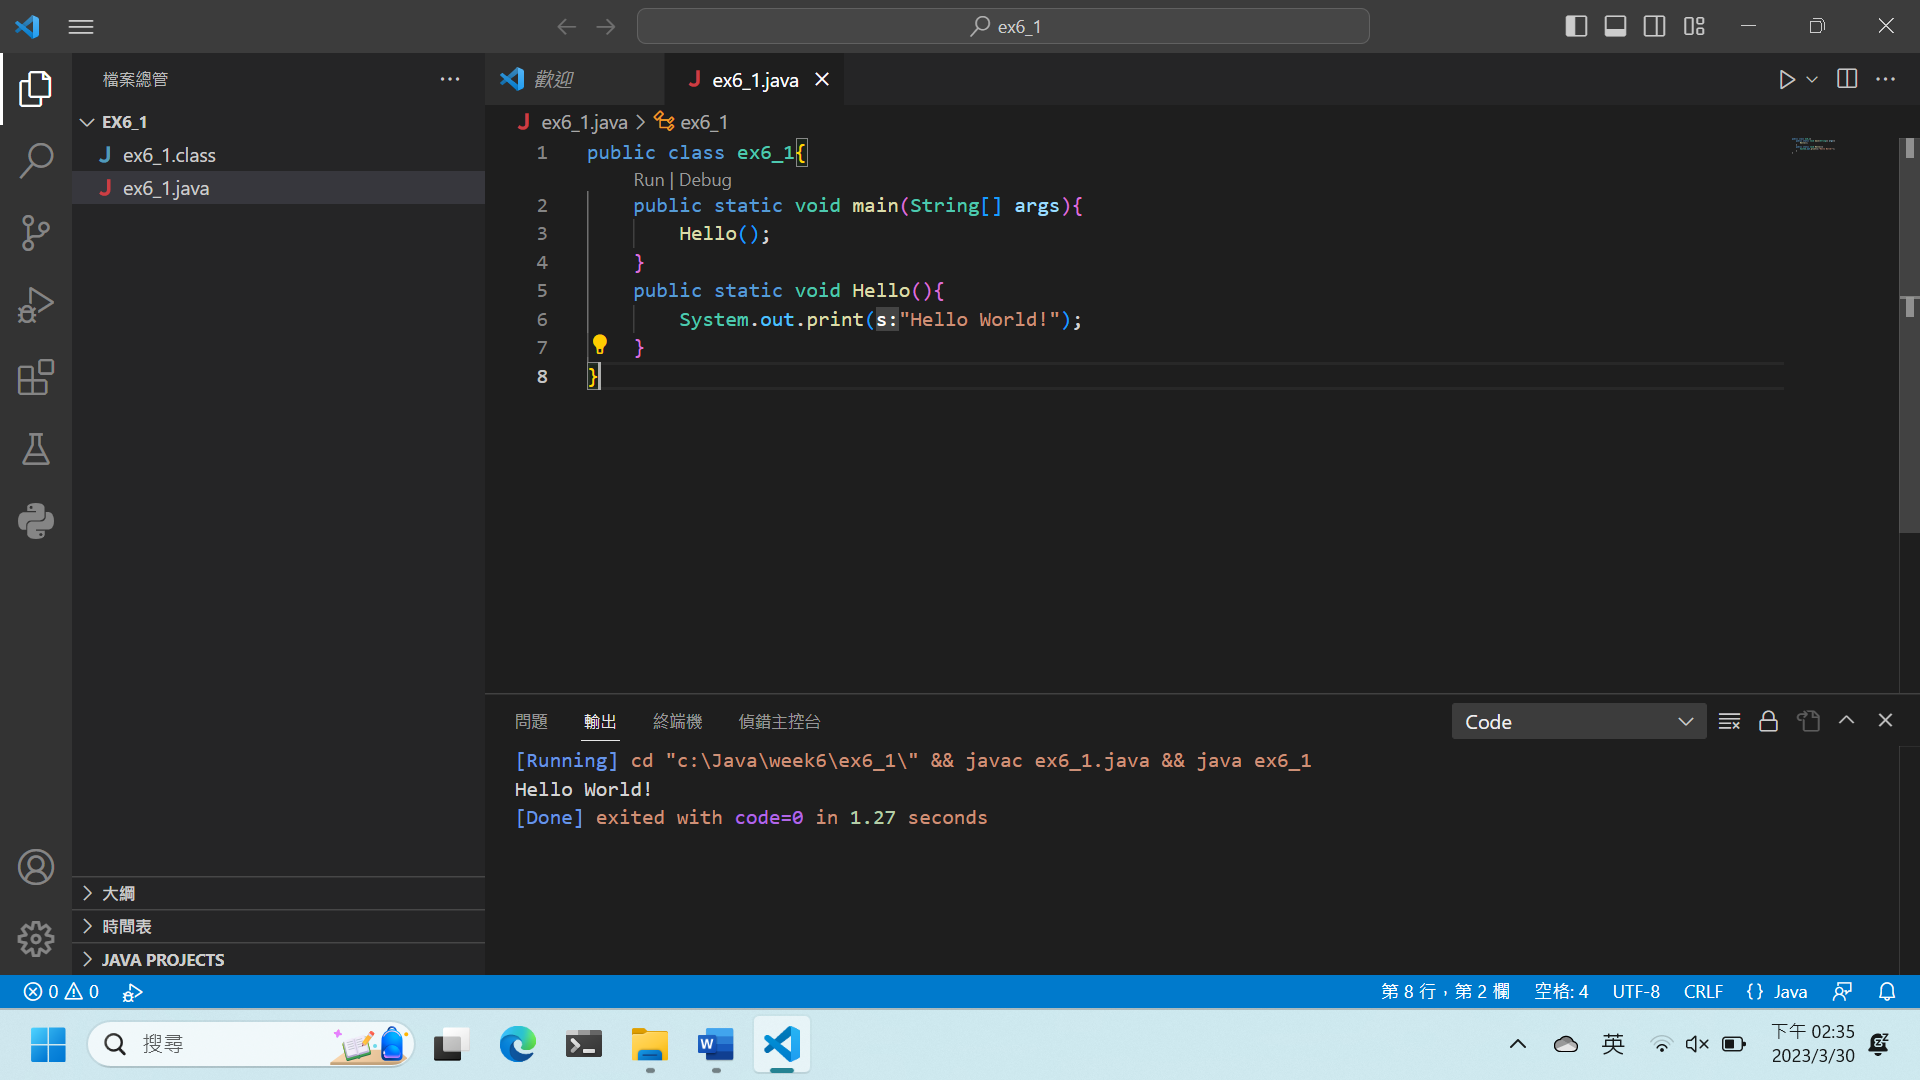 ex6_1
檔案總管
歡迎
J ex6_1.java
EX6_1
J ex6_1.class
J ex6_1.java
J ex6_1.java > ex6_1
1 public class ex6_1{
Run | Debug
2 public static void main(String[] args){
3 Hello();
4 }
5 public static void Hello(){
6 System.out.print(s:"Hello World!");
7 }
8 }
問題 輸出 終端機 偵錯主控台
Code
[Running] cd "c:\Java\week6\ex6_1\" && javac ex6_1.java && java ex6_1
Hello World!
[Done] exited with code=0 in 1.27 seconds
大綱
時間表
JAVA PROJECTS
0 0
第 8 行，第 2 欄 空格: 4 UTF-8 CRLF {} Java
搜尋
英
下午 02:35
2023/3/30